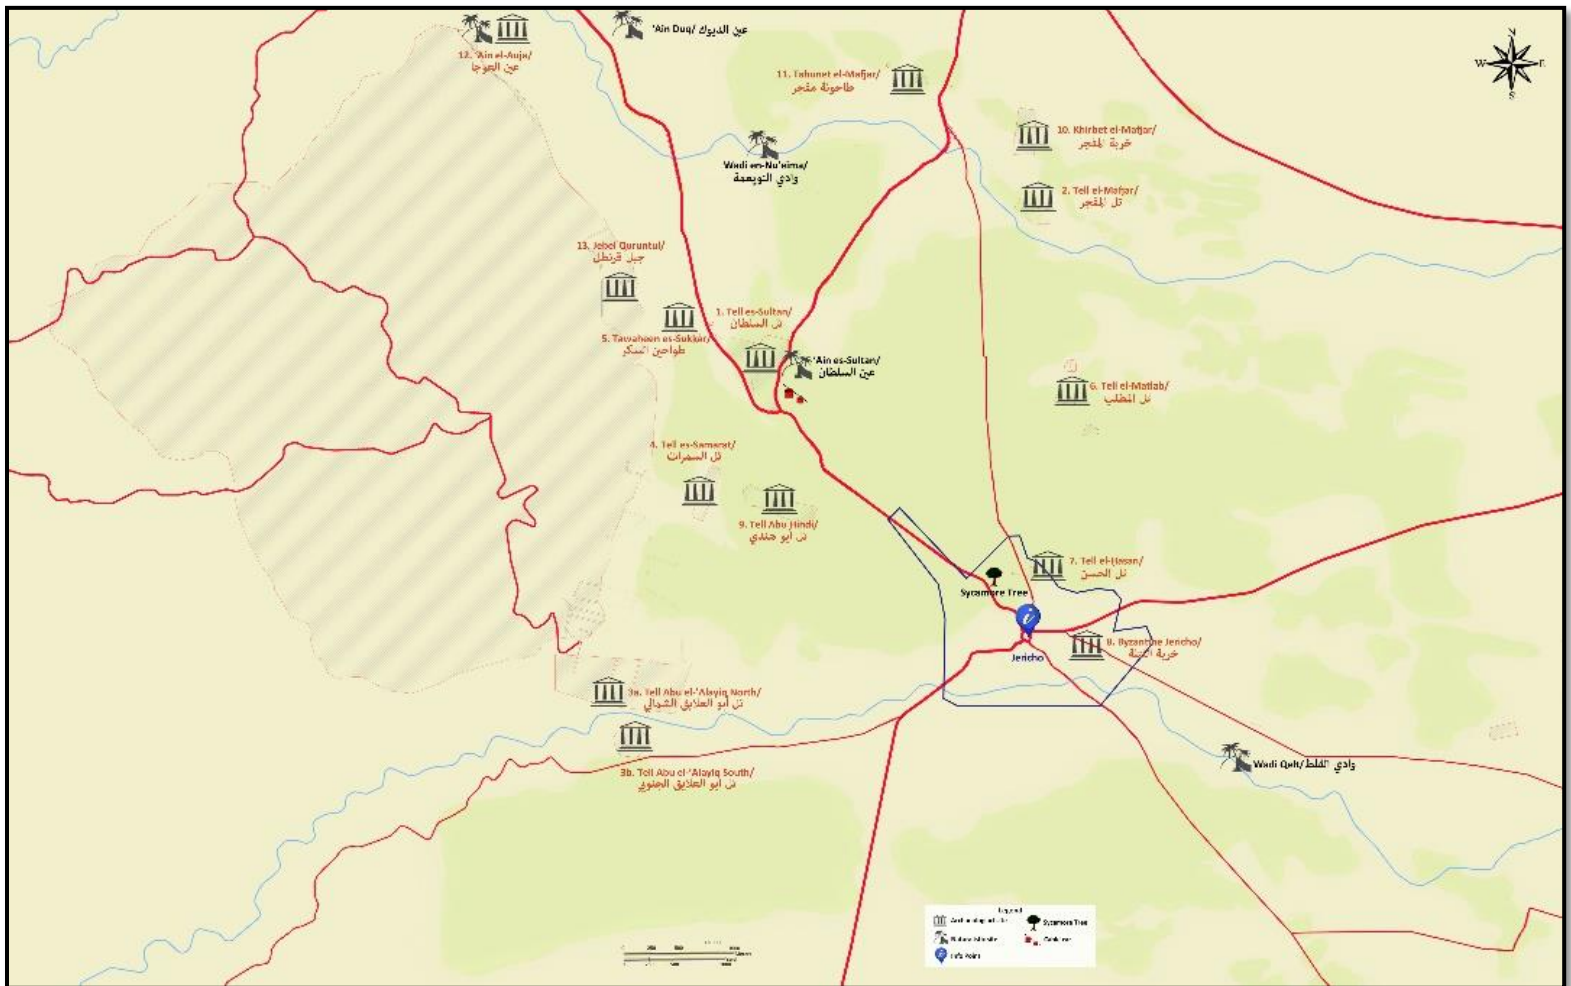 12. 'Ain el-Auja/
عين العوجا
'Ain Duq/ عين الديوك
11. Tahunet el-Mafjar/
طاحونة مفجر
N
W
E
S
10. Khirbet el-Mafjar/
خربة المفجر
Wadi en-Nu'eima/
وادي النويعمة
2. Tell el-Mafjar/
تل المفجر
13. Jebel Quruntul/
جبل قرنطل
1. Tell es-Sultan/
تل السلطان
5. Tawaheen es-Sukkar/
طواحين السكر
'Ain es-Sultan/
عين السلطان
6. Tell el-Matlab/
تل المطلب
4. Tell es-Samarat/
تل السمرات
9. Tell Abu Hindi/
تل ابو هندي
7. Tell el-Hasan/
تل الحسن
Sycamore Tree
8. Byzantine Jericho/
خربة
Jericho
3a. Tell Abu el-'Alayiq North/
تل أبو العلايق الشمالي
3b. Tell Abu el-'Alayiq South/
تل ابو العلايق الجنوبي
Wadi Qelt/وادي القلط
Legend
Sycamore Tree
Info Point